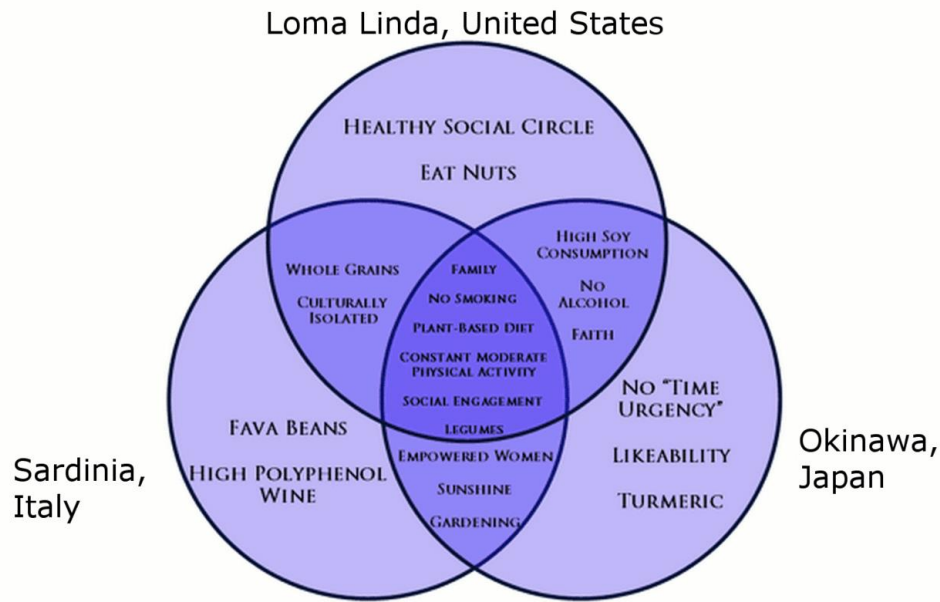 Loma Linda, United States
HEALTHY SOCIAL CIRCLE
EAT NUTS
WHOLE GRAINS
CULTURALLY
ISOLATED
FAMILY
NO SMOKING
PLANT-BASED DIET
CONSTANT MODERATE
PHYSICAL ACTIVITY
SOCIAL ENGAGEMENT
LEGUMES
HIGH SOY
CONSUMPTION
NO
ALCOHOL
FAITH
FAVA BEANS
HIGH POLYPHENOL
WINE
EMPOWERED WOMEN
SUNSHINE
GARDENING
NO "TIME
URGENCY"
LIKEABILITY
TURMERIC
Sardinia,
Italy
Okinawa,
Japan